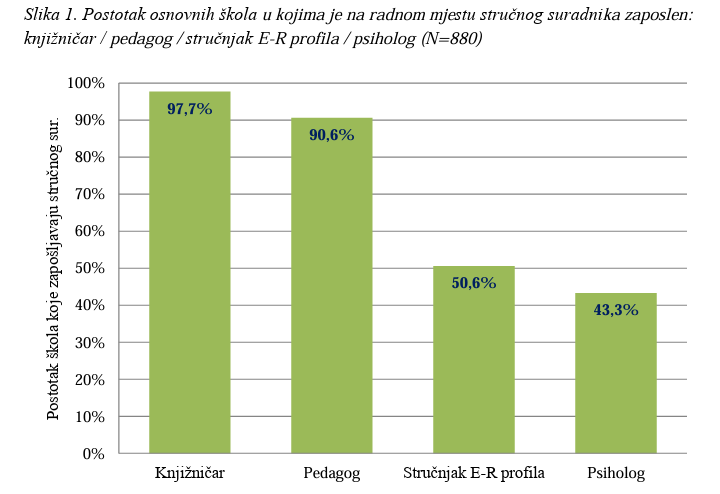 Slika 1. Postotak osnovnih škola u kojima je na radnom mjestu stručnog suradnika zaposlen:
knjižničar / pedagog / stručnjak E-R profila / psiholog (N=880)
Postotak škola koje zapošljavaju stručnog sur.
100%
90%
80%
70%
60%
50%
40%
30%
20%
10%
0%
97,7%
90,6%
50,6%
43,3%
Knjižničar
Pedagog
Stručnjak E-R profila
Psiholog